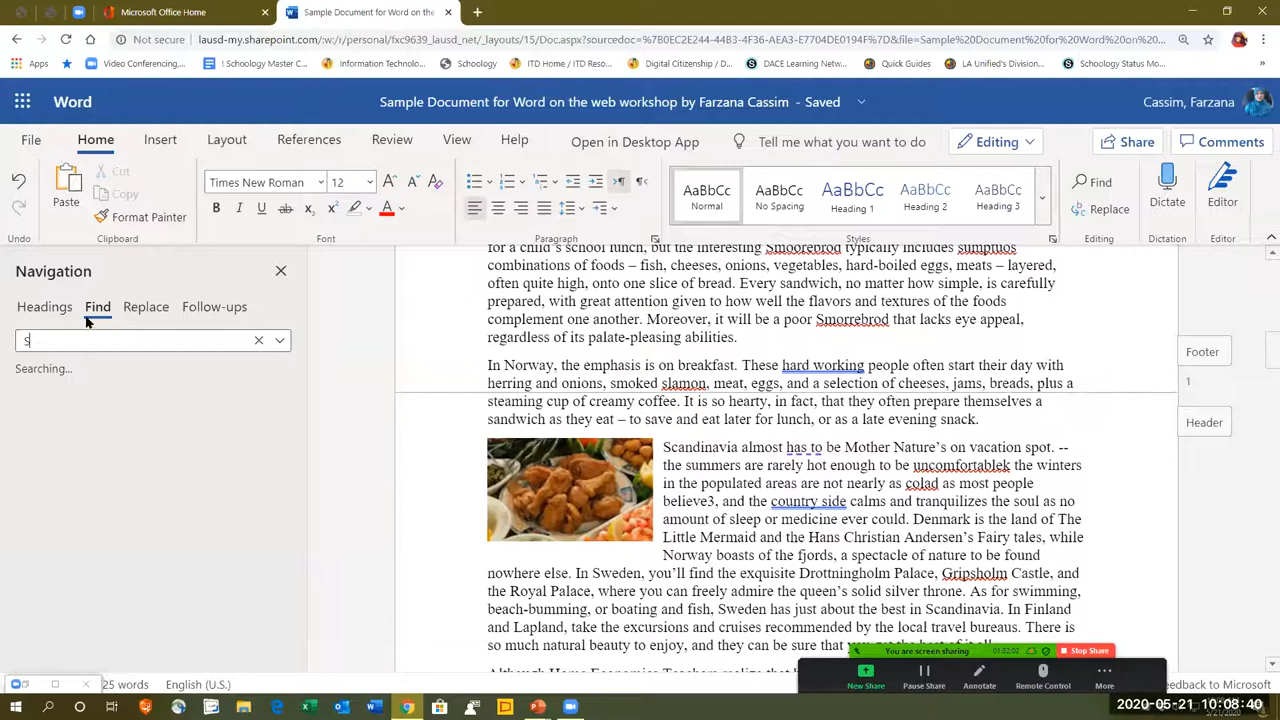 Microsoft Office Home
Sample Document for Word on the
Not secure
lausd-my.sharepoint.com/:w:/r/personal/fxc9639_lausd_net/_layouts/15/Doc.aspx?sourcedoc=%7B0EC2E244-44B3-4F36-AEA3-E7704DE0194F%7D&file=Sample%20Document%20for%20Word%20on%20...
Apps
Video Conferencing,...
! Schoology Master C...
Information Technolo...
Schoology
ITD Home / ITD Reso...
Digital Citizenship / D...
DACE Learning Netw...
Quick Guides
LA Unified's Division...
Schoology Status Mo...
Word
Sample Document for Word on the web workshop by Farzana Cassim - Saved
Cassim, Farzana
File Home Insert Layout References Review View Help Open in Desktop App Tell me what you want to do Editing Share Comments
Paste
Cut
Copy
Format Painter
Times New Roman 12
AaBbCc
Normal
AaBbCc
No Spacing
AaBbCc
Heading 1
AaBbCc
Heading 2
AaBbCc
Heading 3
Find
Replace
Dictate
Editor
Undo Clipboard Font Paragraph Styles Editing Dictation Editor
Navigation
Headings Find Replace Follow-ups
S
Searching...
for a child's school lunch, but the interesting Smoorebrod typically includes sumptuos
combinations of foods – fish, cheeses, onions, vegetables, hard-boiled eggs, meats – layered,
often quite high, onto one slice of bread. Every sandwich, no matter how simple, is carefully
prepared, with great attention given to how well the flavors and textures of the foods
complement one another. Moreover, it will be a poor Smorrebrod that lacks eye appeal,
regardless of its palate-pleasing abilities.
In Norway, the emphasis is on breakfast. These hard working people often start their day with
herring and onions, smoked slamon, meat, eggs, and a selection of cheeses, jams, breads, plus a
steaming cup of creamy coffee. It is so hearty, in fact, that they often prepare themselves a
sandwich as they eat – to save and eat later for lunch, or as a late evening snack.
Scandinavia almost has to be Mother Nature's on vacation spot. --
the summers are rarely hot enough to be uncomfortablek the winters
in the populated areas are not nearly as colad as most people
believe3, and the country side calms and tranquilizes the soul as no
amount of sleep or medicine ever could. Denmark is the land of The
Little Mermaid and the Hans Christian Andersen's Fairy tales, while
Norway boasts of the fjords, a spectacle of nature to be found
nowhere else. In Sweden, you'll find the exquisite Drottningholm Palace, Gripsholm Castle, and
the Royal Palace, where you can freely admire the queen's solid silver throne. As for swimming,
beach-bumming, or boating and fish, Sweden has just about the best in Scandinavia. In Finland
and Lapland, take the excursions and cruises recommended by the local travel bureaus. There is
so much natural beauty to enjoy, and they can be sure that
Although Home Economics Teachers realize that
Footer
1
Header
You are screen sharing 01:32:02 Stop Share
New Share Pause Share Annotate Remote Control More
25 words English (U.S.)
eedback to Microsoft
2020-05-21 10:08:40